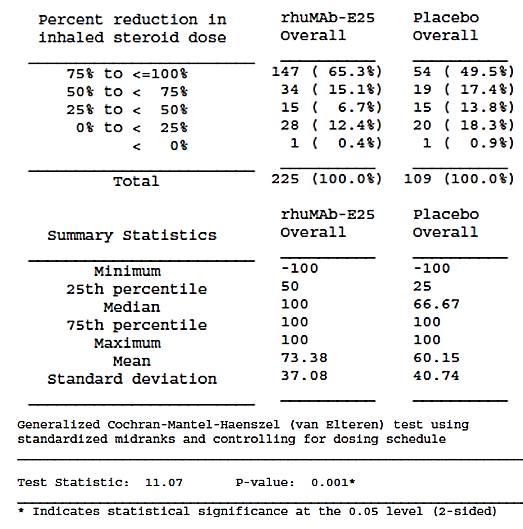 Percent reduction in rhuMAb-E25 Placebo
inhaled steroid dose Overall Overall
75% to <=100% 147 ( 65.3%) 54 ( 49.5%)
50% to < 75% 34 ( 15.1%) 19 ( 17.4%)
25% to < 50% 15 ( 6.7%) 15 ( 13.8%)
0% to < 25% 28 ( 12.4%) 20 ( 18.3%)
< 0% 1 ( 0.4%) 1 ( 0.9%)
Total 225 (100.0%) 109 (100.0%)
rhuMAb-E25 Placebo
Summary Statistics Overall Overall
Minimum -100 -100
25th percentile 50 25
Median 100 66.67
75th percentile 100 100
Maximum 100 100
Mean 73.38 60.15
Standard deviation 37.08 40.74
Generalized Cochran-Mantel-Haenszel (van Elteren) test using
standardized midranks and controlling for dosing schedule
Test Statistic: 11.07 P-value: 0.001*
* Indicates statistical significance at the 0.05 level (2-sided)